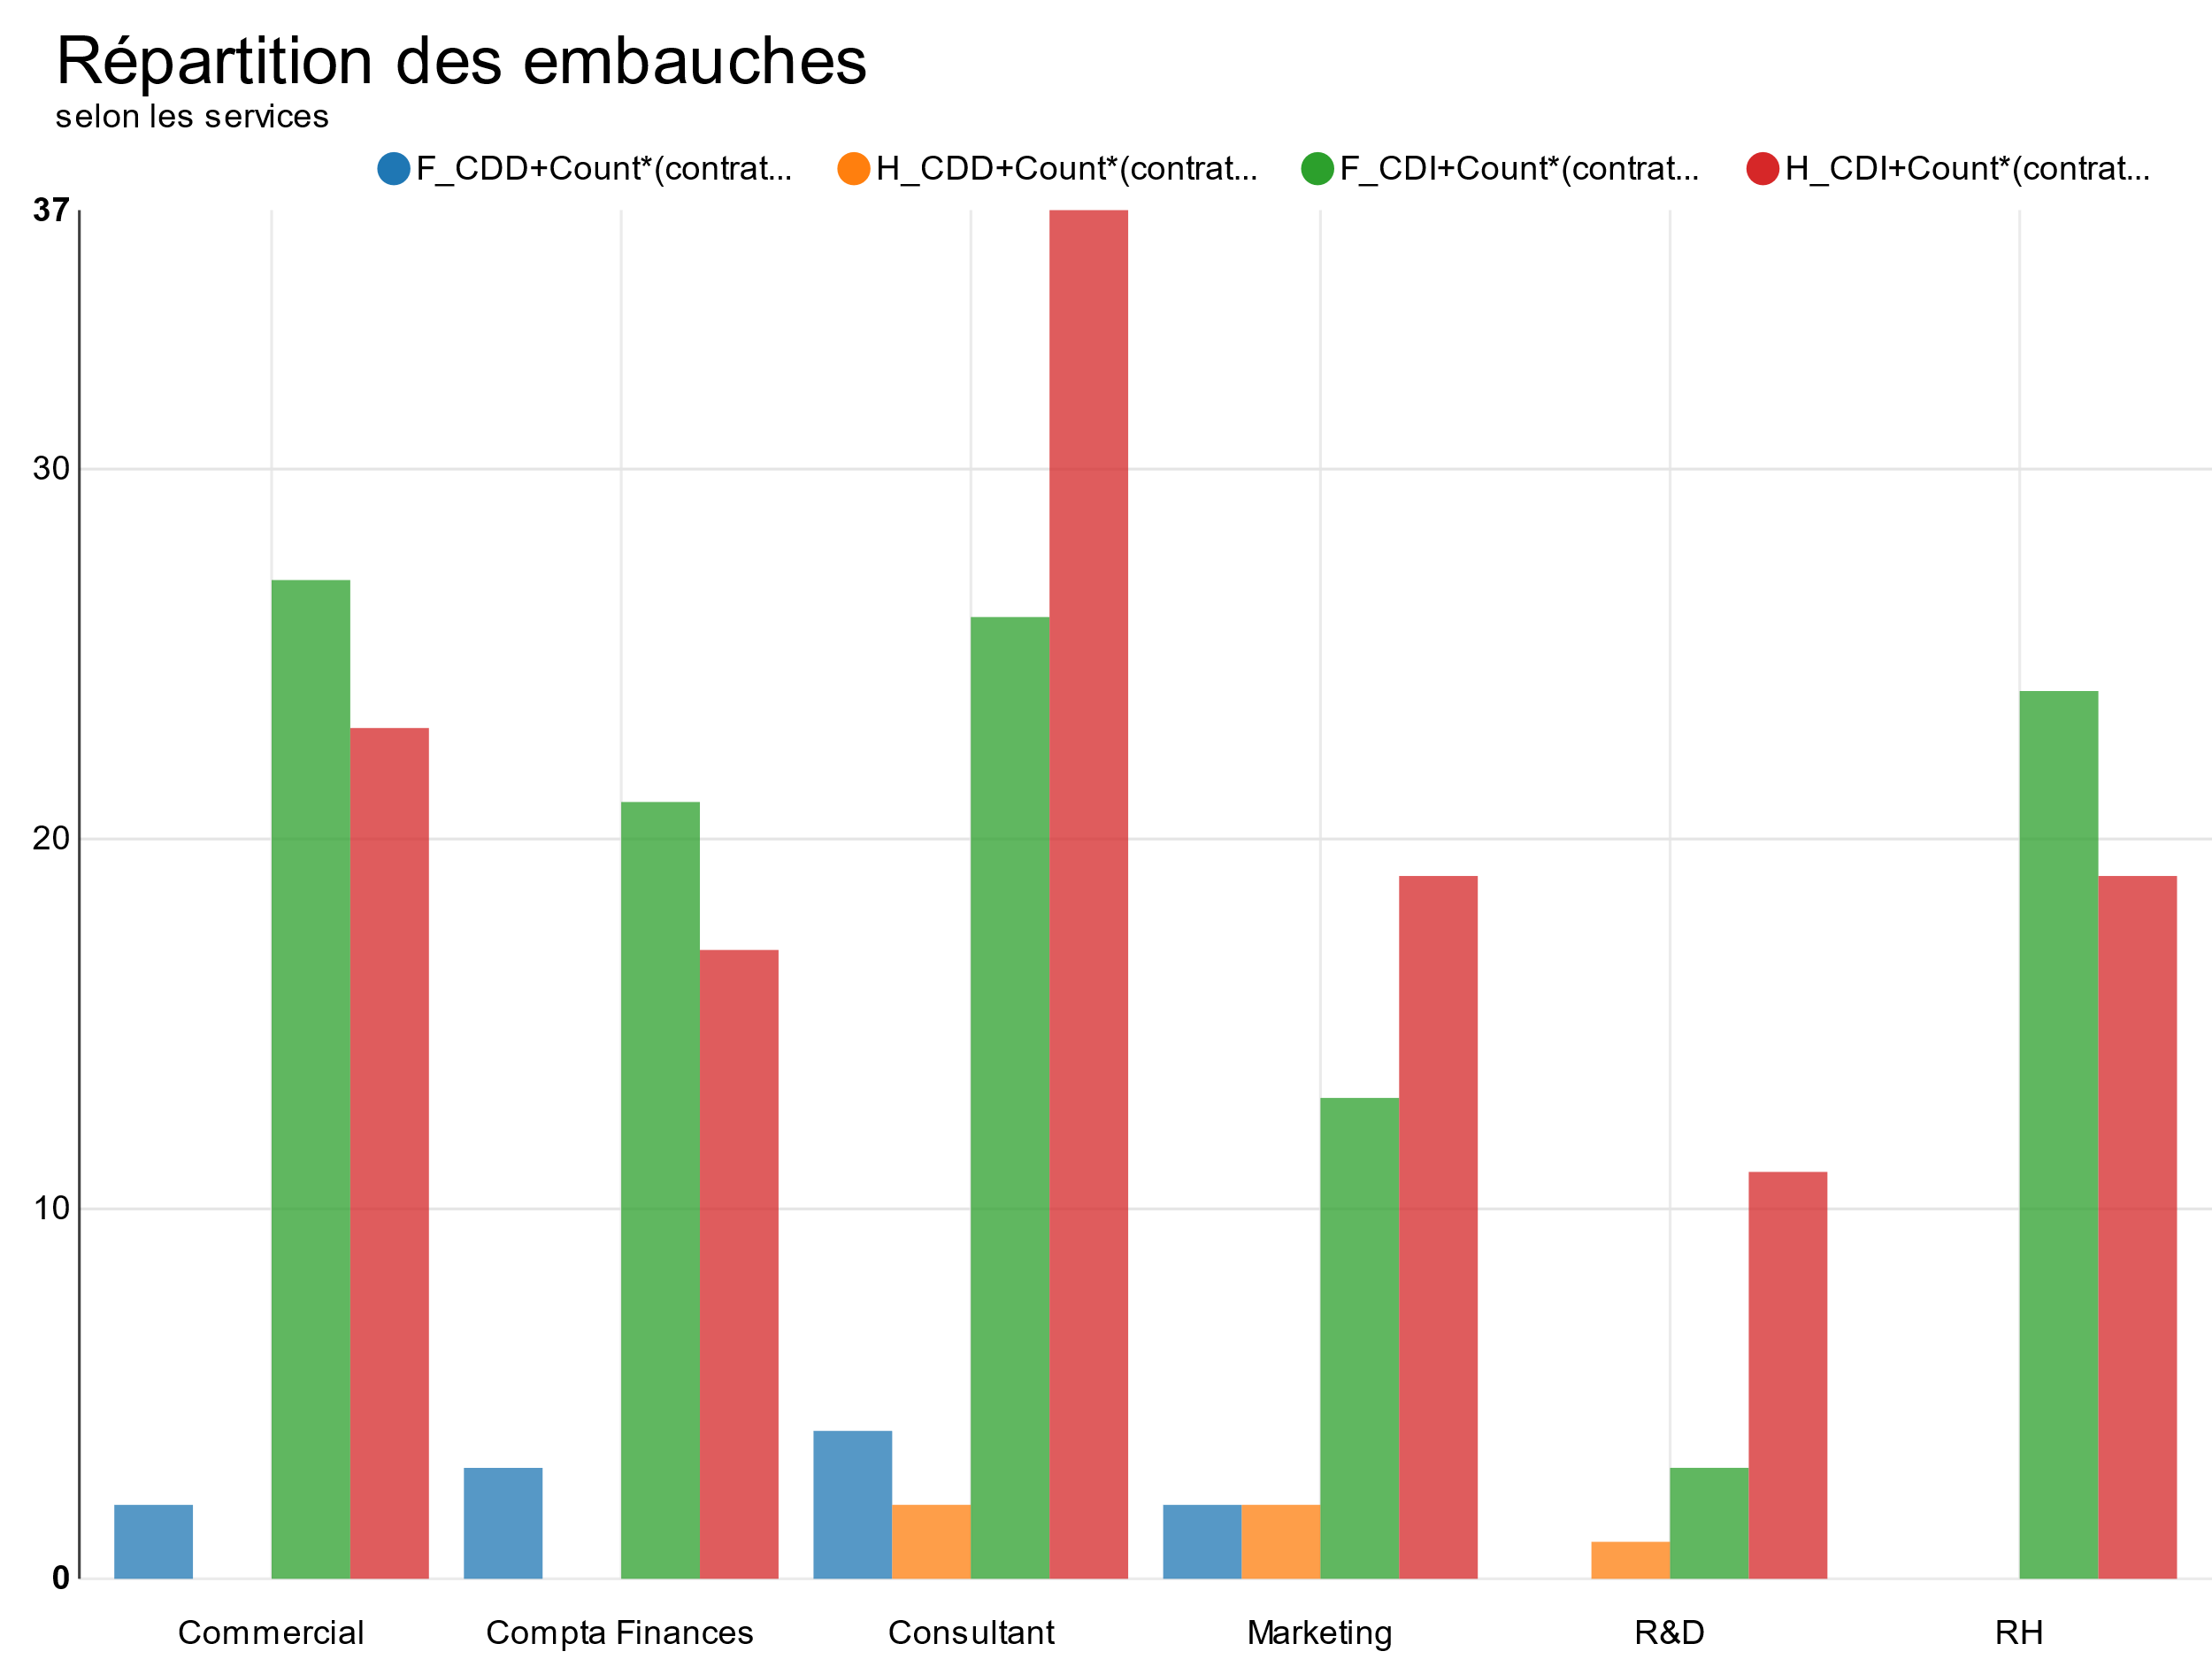 Répartition des embauches
selon les services
F_CDD+Count*(contrat... H_CDD+Count*(contrat... F_CDI+Count*(contrat... H_CDI+Count*(contrat...
37
30
20
10
0
Commercial Compta Finances Consultant Marketing R&D RH